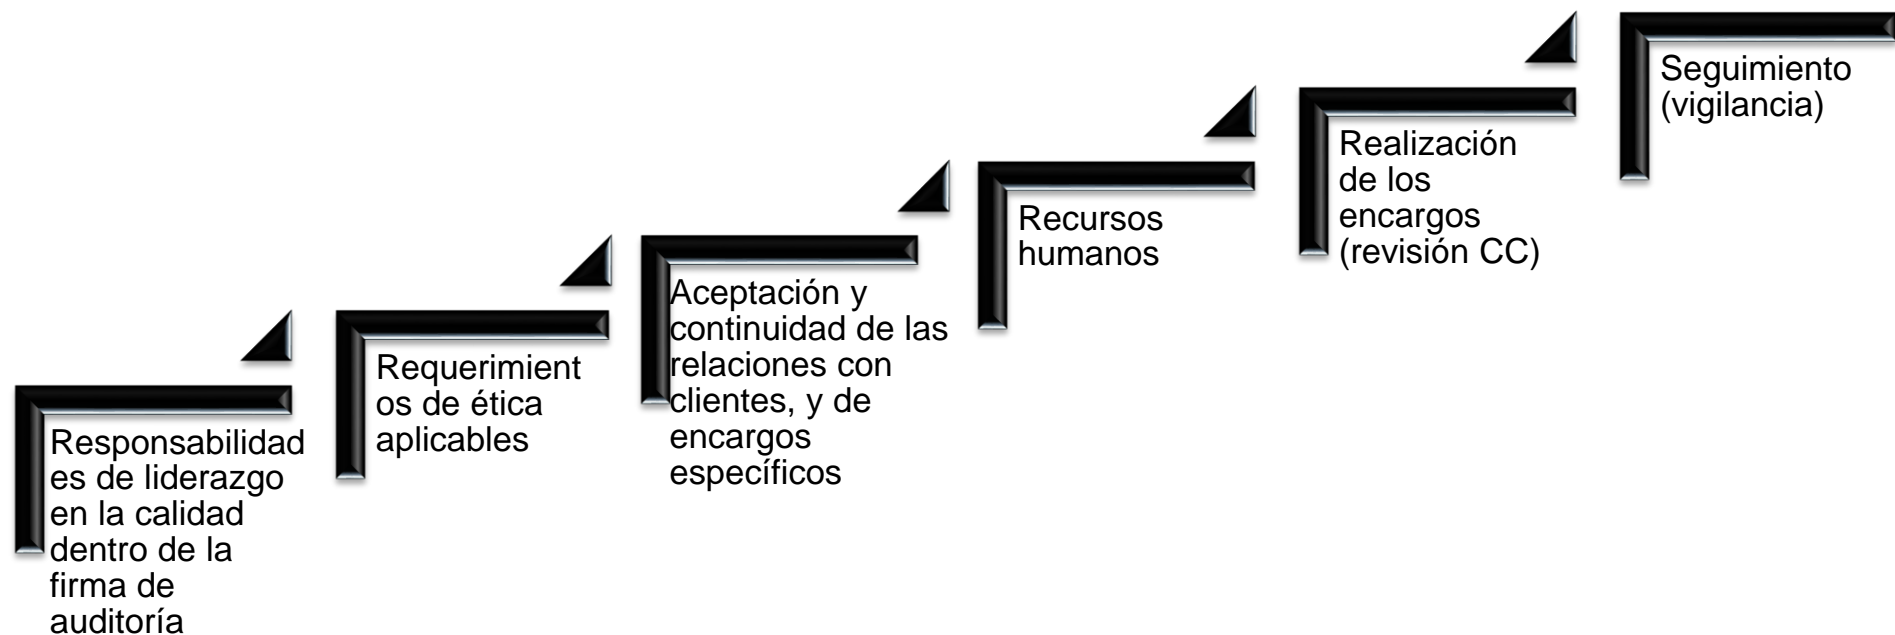 Responsabilidad
es de liderazgo
en la calidad
dentro de la
firma de
auditoría
Requerimient
os de ética
aplicables
Aceptación y
continuidad de las
relaciones con
clientes, y de
encargos
específicos
Recursos
humanos
Realización
de los
encargos
(revisión CC)
Seguimiento
(vigilancia)